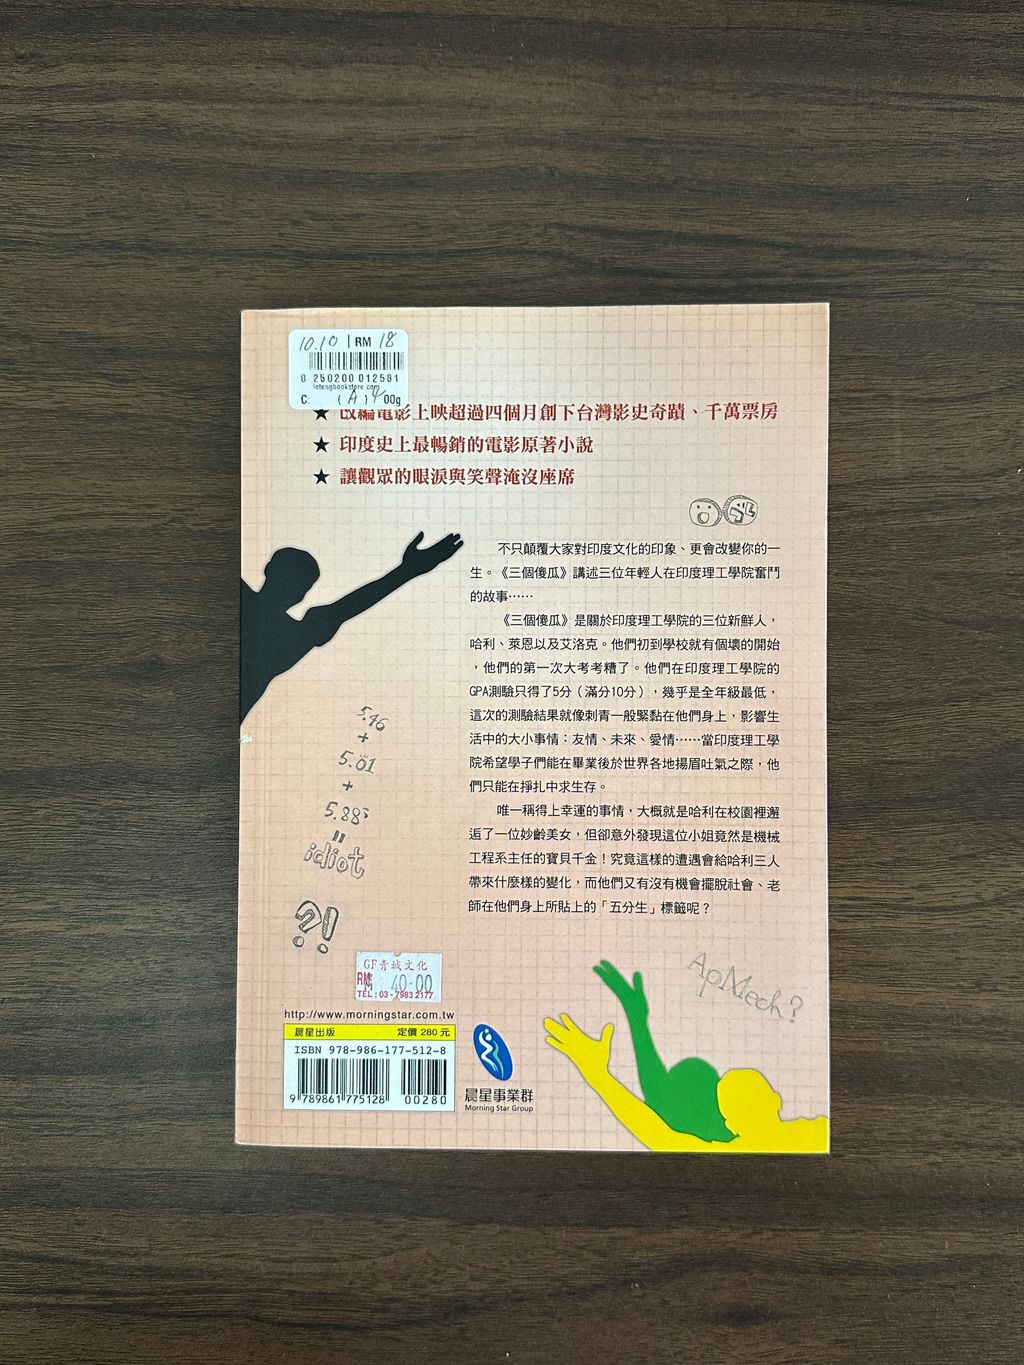 10.10 | RM 18
0 250200 012581
lotengbookstore.com
C: (A) 400g
★ 改編電影上映超過四個月創下台灣影史奇蹟、千萬票房
★ 印度史上最暢銷的電影原著小說
★ 讓觀眾的眼淚與笑聲淹沒座席
不只顛覆大家對印度文化的印象、更會改變你的一
生。《三個傻瓜》講述三位年輕人在印度理工學院奮鬥
的故事⋯⋯
《三個傻瓜》是關於印度理工學院的三位新鮮人，
哈利、萊恩以及艾洛克。他們初到學校就有個壞的開始
，他們的第一次大考考糟了。他們在印度理工學院的
GPA測驗只得了5分（滿分10分），幾乎是全年級最低，
這次的測驗結果就像刺青一般緊黏在他們身上，影響生
活中的大小事情：友情、未來、愛情⋯⋯當印度理工學
院希望學子們能在畢業後於世界各地揚眉吐氣之際，他
們只能在掙扎中求生存。
唯一稱得上幸運的事情，大概就是哈利在校園裡邂
逅了一位妙齡美女，但卻意外發現這位小姐竟然是機械
工程系主任的寶貝千金！究竟這樣的遭遇會給哈利三人
帶來什麼樣的變化，而他們又有沒有機會擺脫社會、老
師在他們身上所貼上的「五分生」標籤呢？
5.46
+
5.01
+
5.88
=
idiot
?!
ApMech?
GF青城文化
RM: 40.00
TEL : 03 - 7983 2177
http://www.morningstar.com.tw
晨星出版 定價 280 元
ISBN 978-986-177-512-8
9 789861 775128 00280
晨星事業群
Morning Star Group